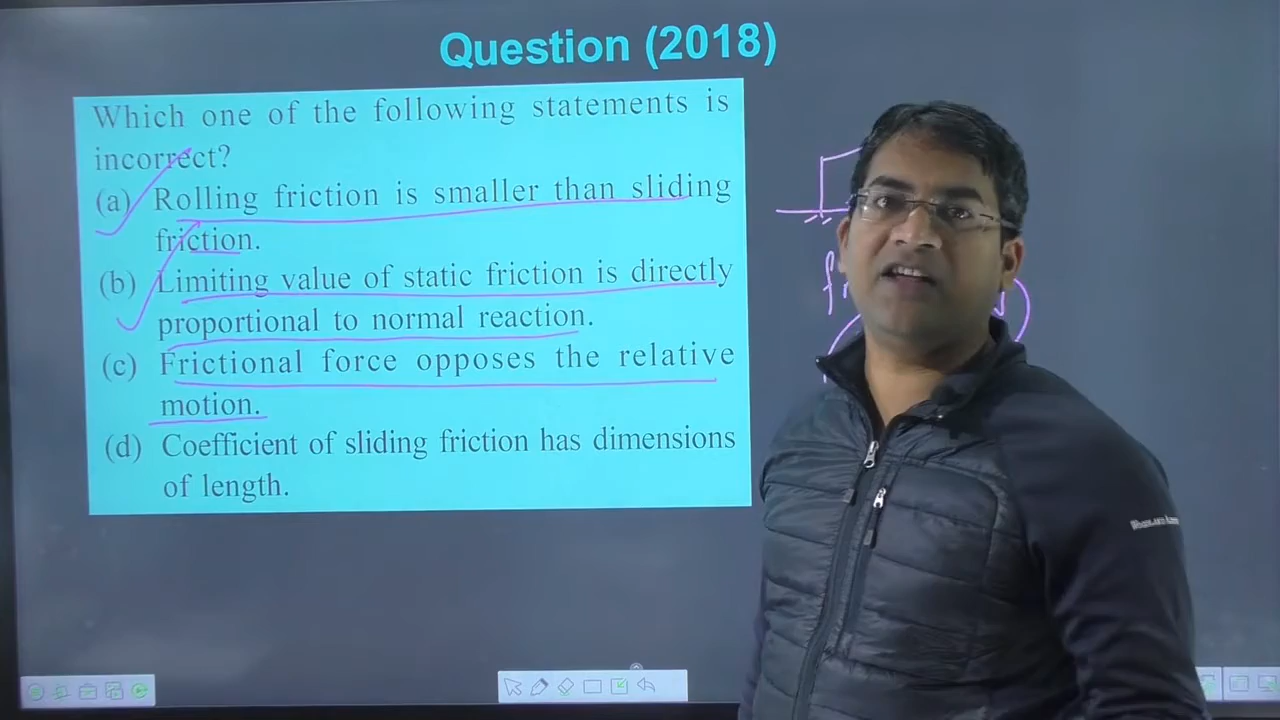 Question (2018)
Which one of the following statements is
incorrect?
(a) Rolling friction is smaller than sliding
friction.
(b) Limiting value of static friction is directly
proportional to normal reaction.
(c) Frictional force opposes the relative
motion.
(d) Coefficient of sliding friction has dimensions
of length.